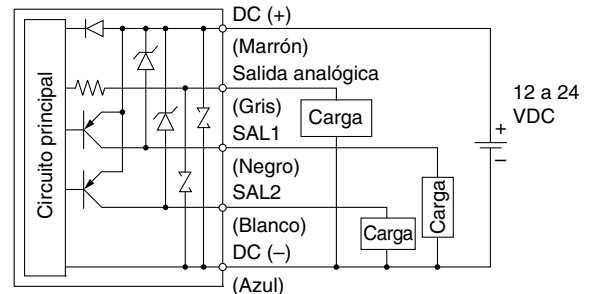 DC (+)
(Marrón)
Salida analógica
(Gris)
SAL1
(Negro)
SAL2
(Blanco)
DC (–)
(Azul)
Circuito principal
Carga
Carga
Carga
12 a 24
VDC
+
–